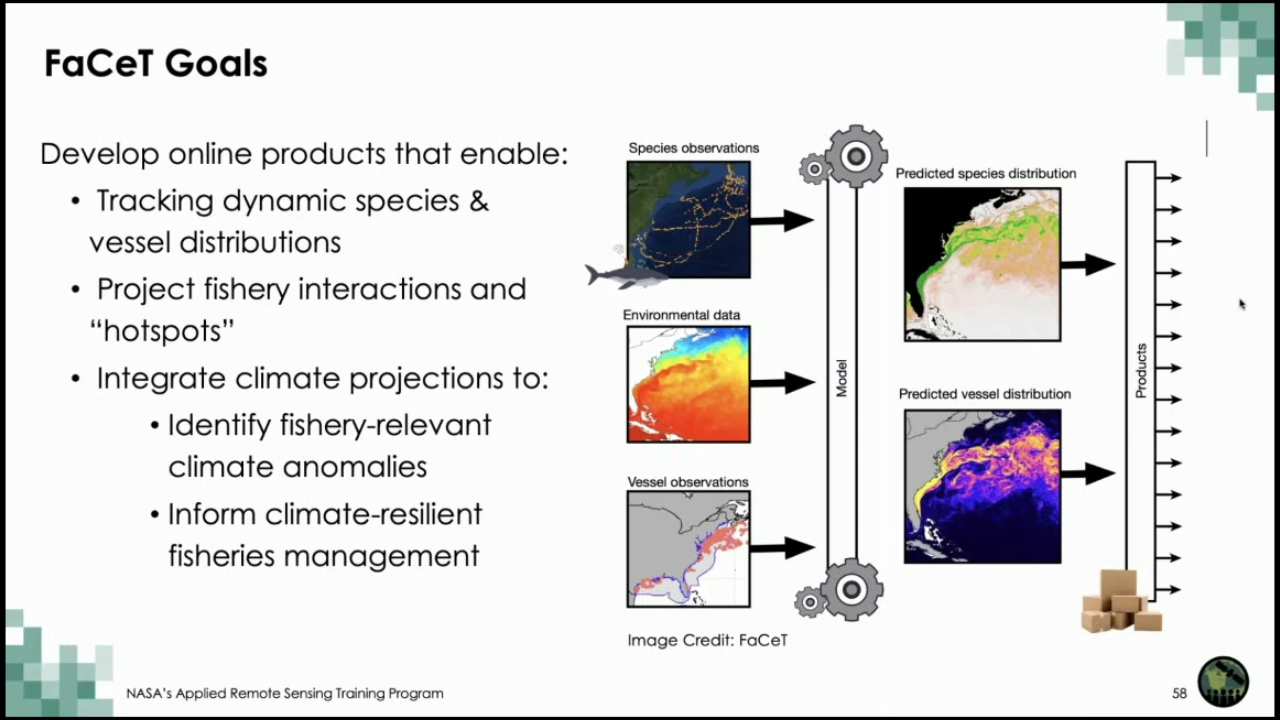 FaCeT Goals
Develop online products that enable:
• Tracking dynamic species &
vessel distributions
• Project fishery interactions and
“hotspots”
• Integrate climate projections to:
• Identify fishery-relevant
climate anomalies
• Inform climate-resilient
fisheries management
Species observations
Environmental data
Vessel observations
Model
Predicted species distribution
Predicted vessel distribution
Products
Image Credit: FaCeT
NASA's Applied Remote Sensing Training Program
58